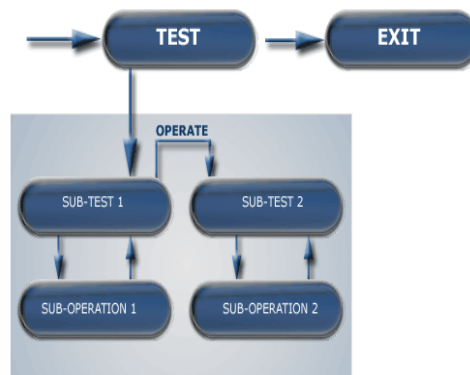 TEST
EXIT
OPERATE
SUB-TEST 1
SUB-TEST 2
SUB-OPERATION 1
SUB-OPERATION 2